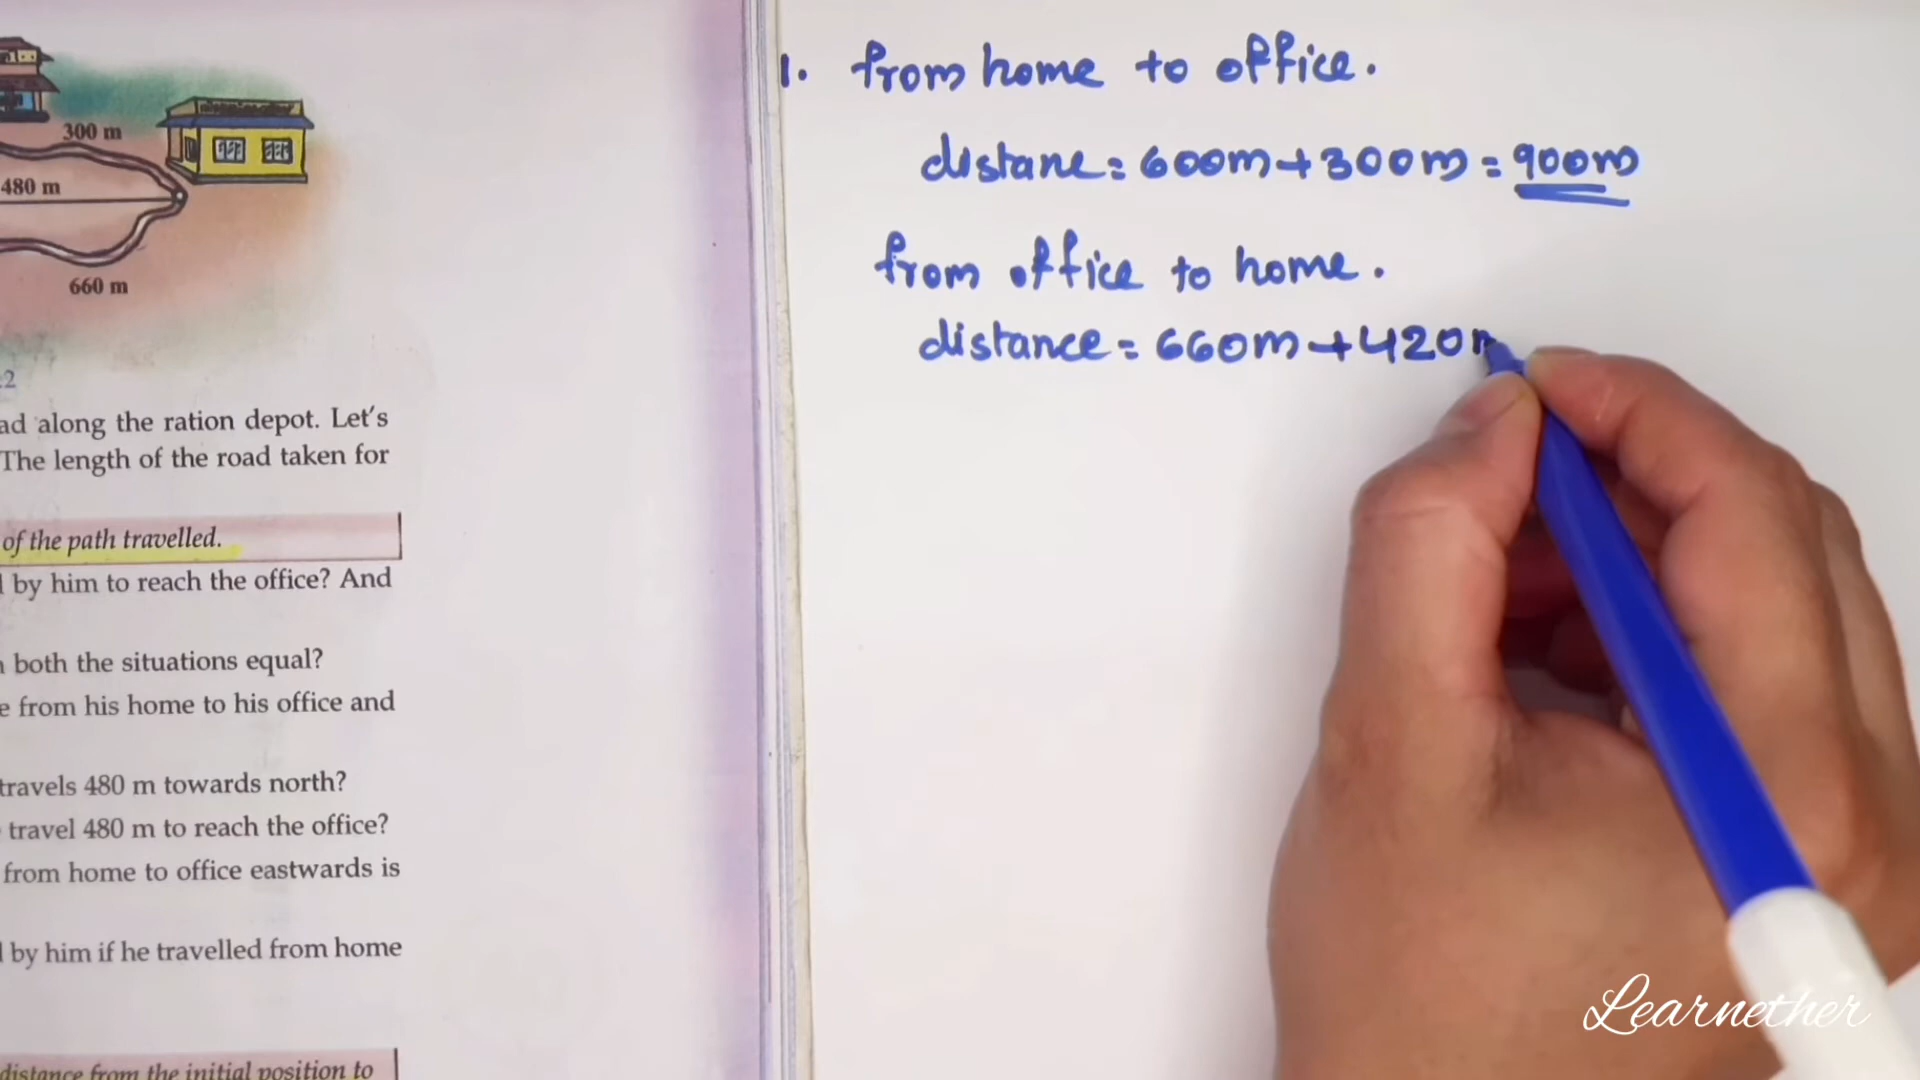 300 m
480 m
660 m
.2
ad along the ration depot. Let's
The length of the road taken for
of the path travelled.
by him to reach the office? And
both the situations equal?
e from his home to his office and
travels 480 m towards north?
travel 480 m to reach the office?
from home to office eastwards is
by him if he travelled from home
distance from the initial position to
1. from home to office.
distane = 600m + 300m = 900m
from office to home.
distance = 660m + 420m
Learnether